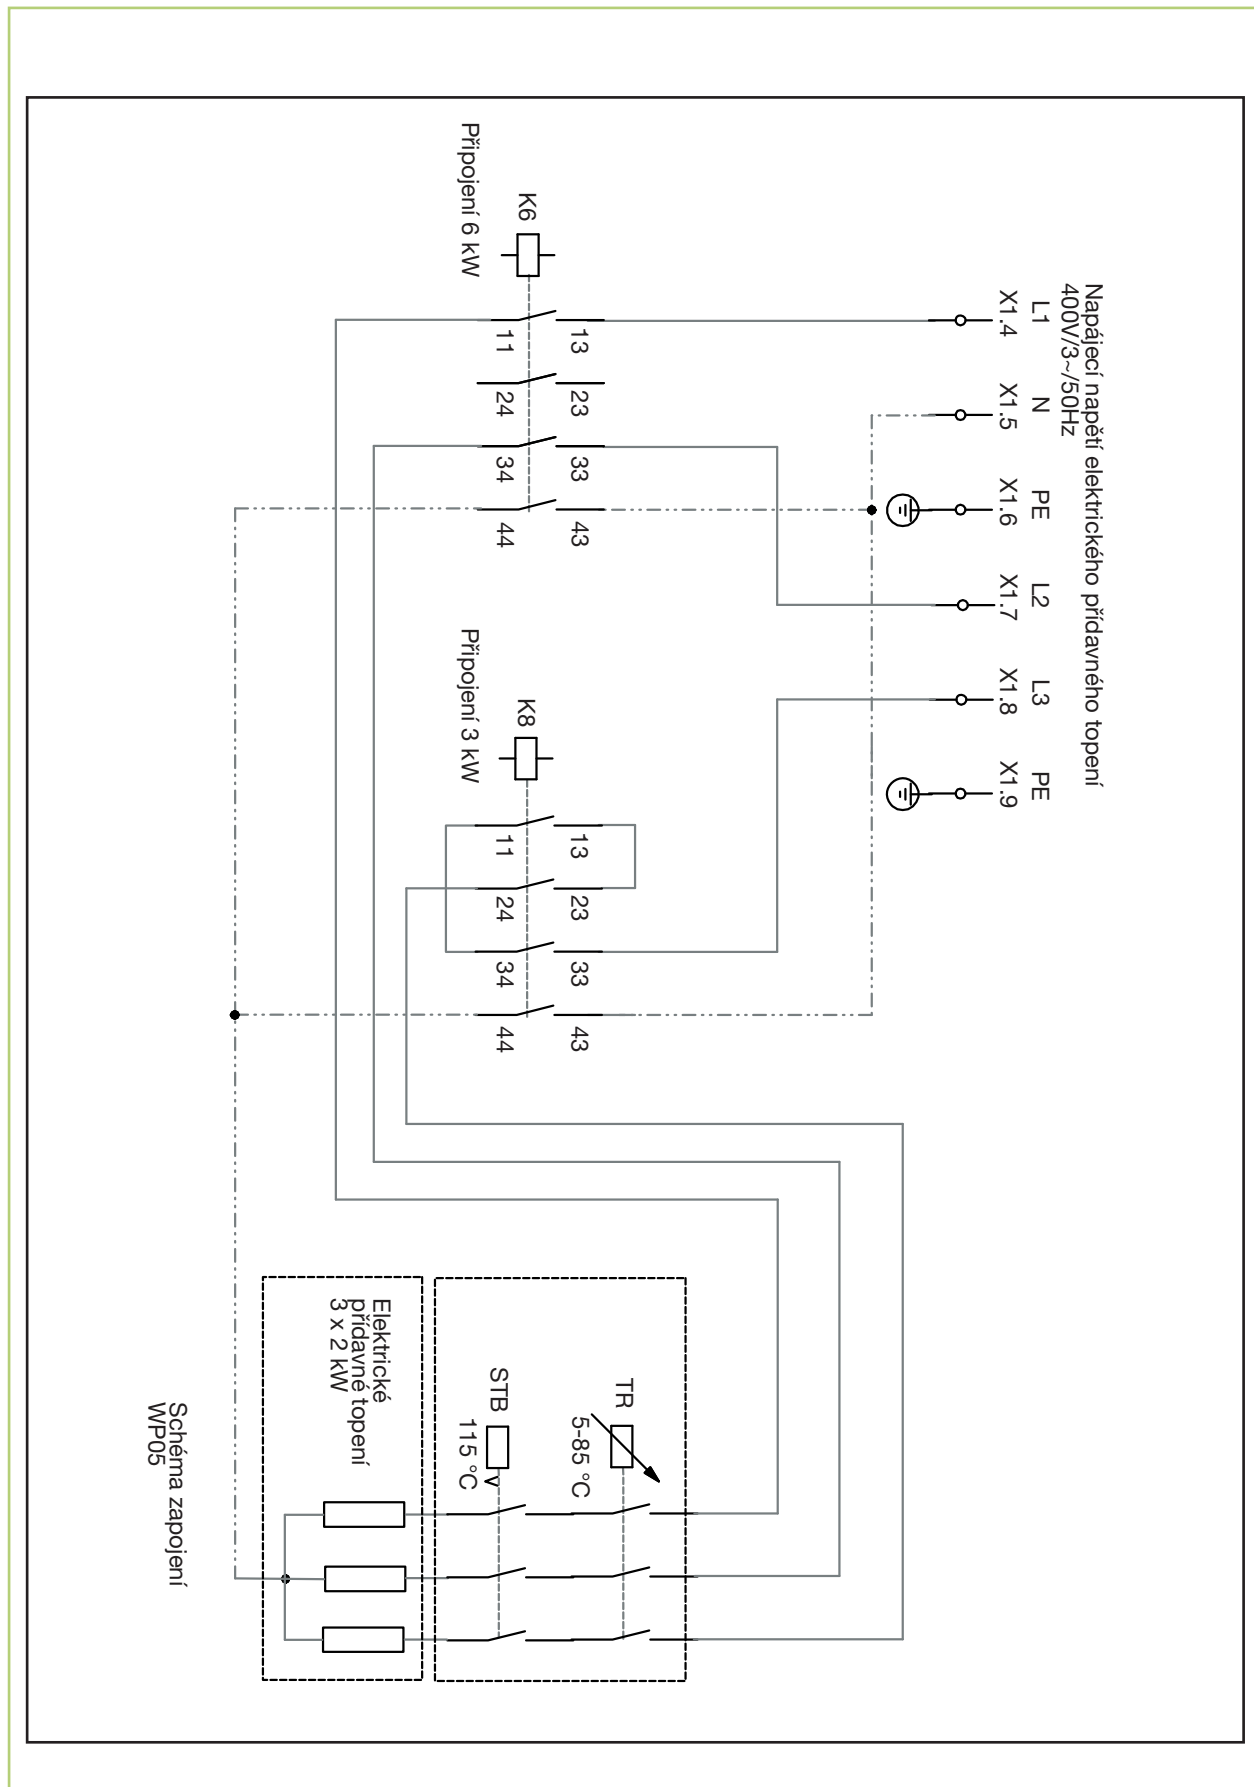 Napájecí napětí elektrického přídavného topení
400V/3~/50Hz
L1
N
PE
L2
L3
PE
X1.4
X1.5
X1.6
X1.7
X1.8
X1.9
K6
Připojení 6 kW
13
23
33
43
11
24
34
44
K8
Připojení 3 kW
13
23
33
43
11
24
34
44
TR
5-85 °C
STB
115 °C
Elektrické
přídavné topení
3 x 2 kW
Schéma zapojení
WP05